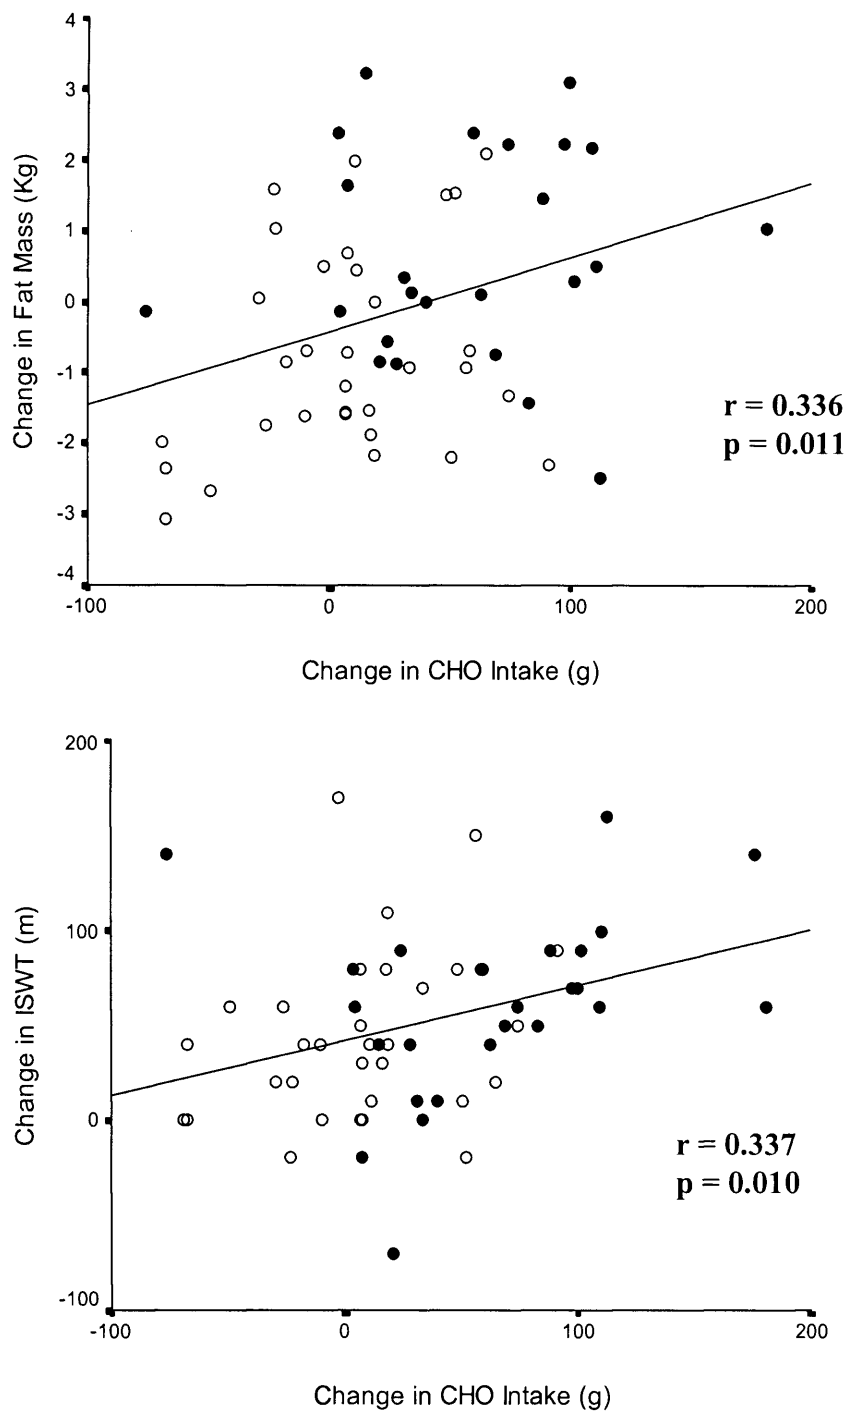 4
3
2
1
0
-1
-2
-3
-4
Change in Fat Mass (Kg)
r = 0.336
p = 0.011
-100 0 100 200
Change in CHO Intake (g)
200
100
0
-100
Change in ISWT (m)
r = 0.337
p = 0.010
-100 0 100 200
Change in CHO Intake (g)